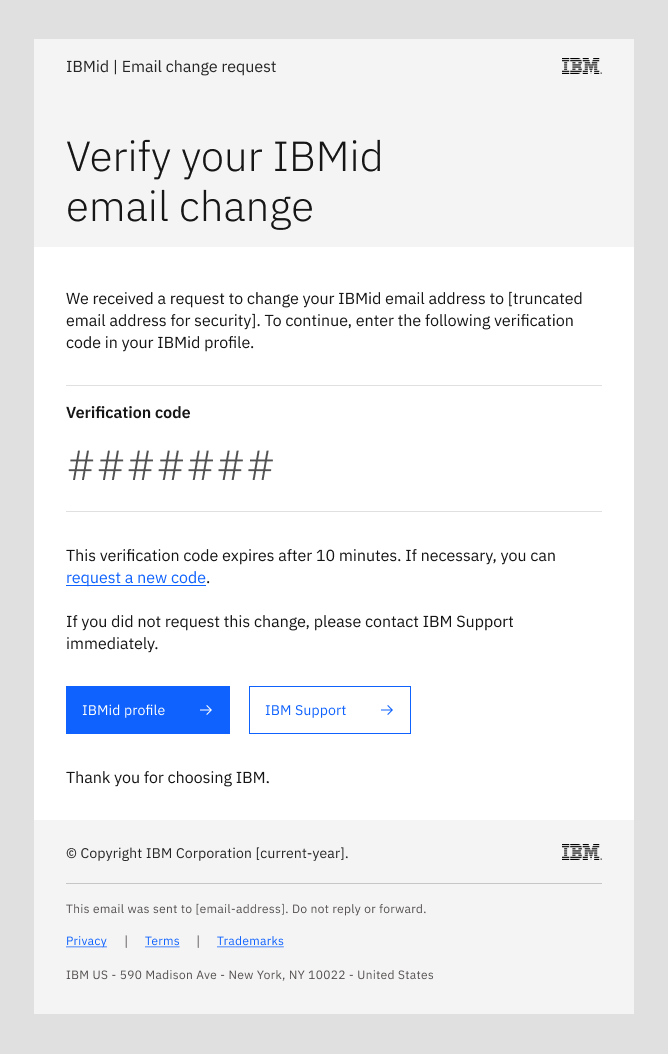 IBMid | Email change request
IBM
Verify your IBMid
email change
We received a request to change your IBMid email address to [truncated
email address for security]. To continue, enter the following verification
code in your IBMid profile.
Verification code
#######
This verification code expires after 10 minutes. If necessary, you can
request a new code.
If you did not request this change, please contact IBM Support
immediately.
IBMid profile →
IBM Support →
Thank you for choosing IBM.
© Copyright IBM Corporation [current-year].
IBM
This email was sent to [email-address]. Do not reply or forward.
Privacy | Terms | Trademarks
IBM US - 590 Madison Ave - New York, NY 10022 - United States